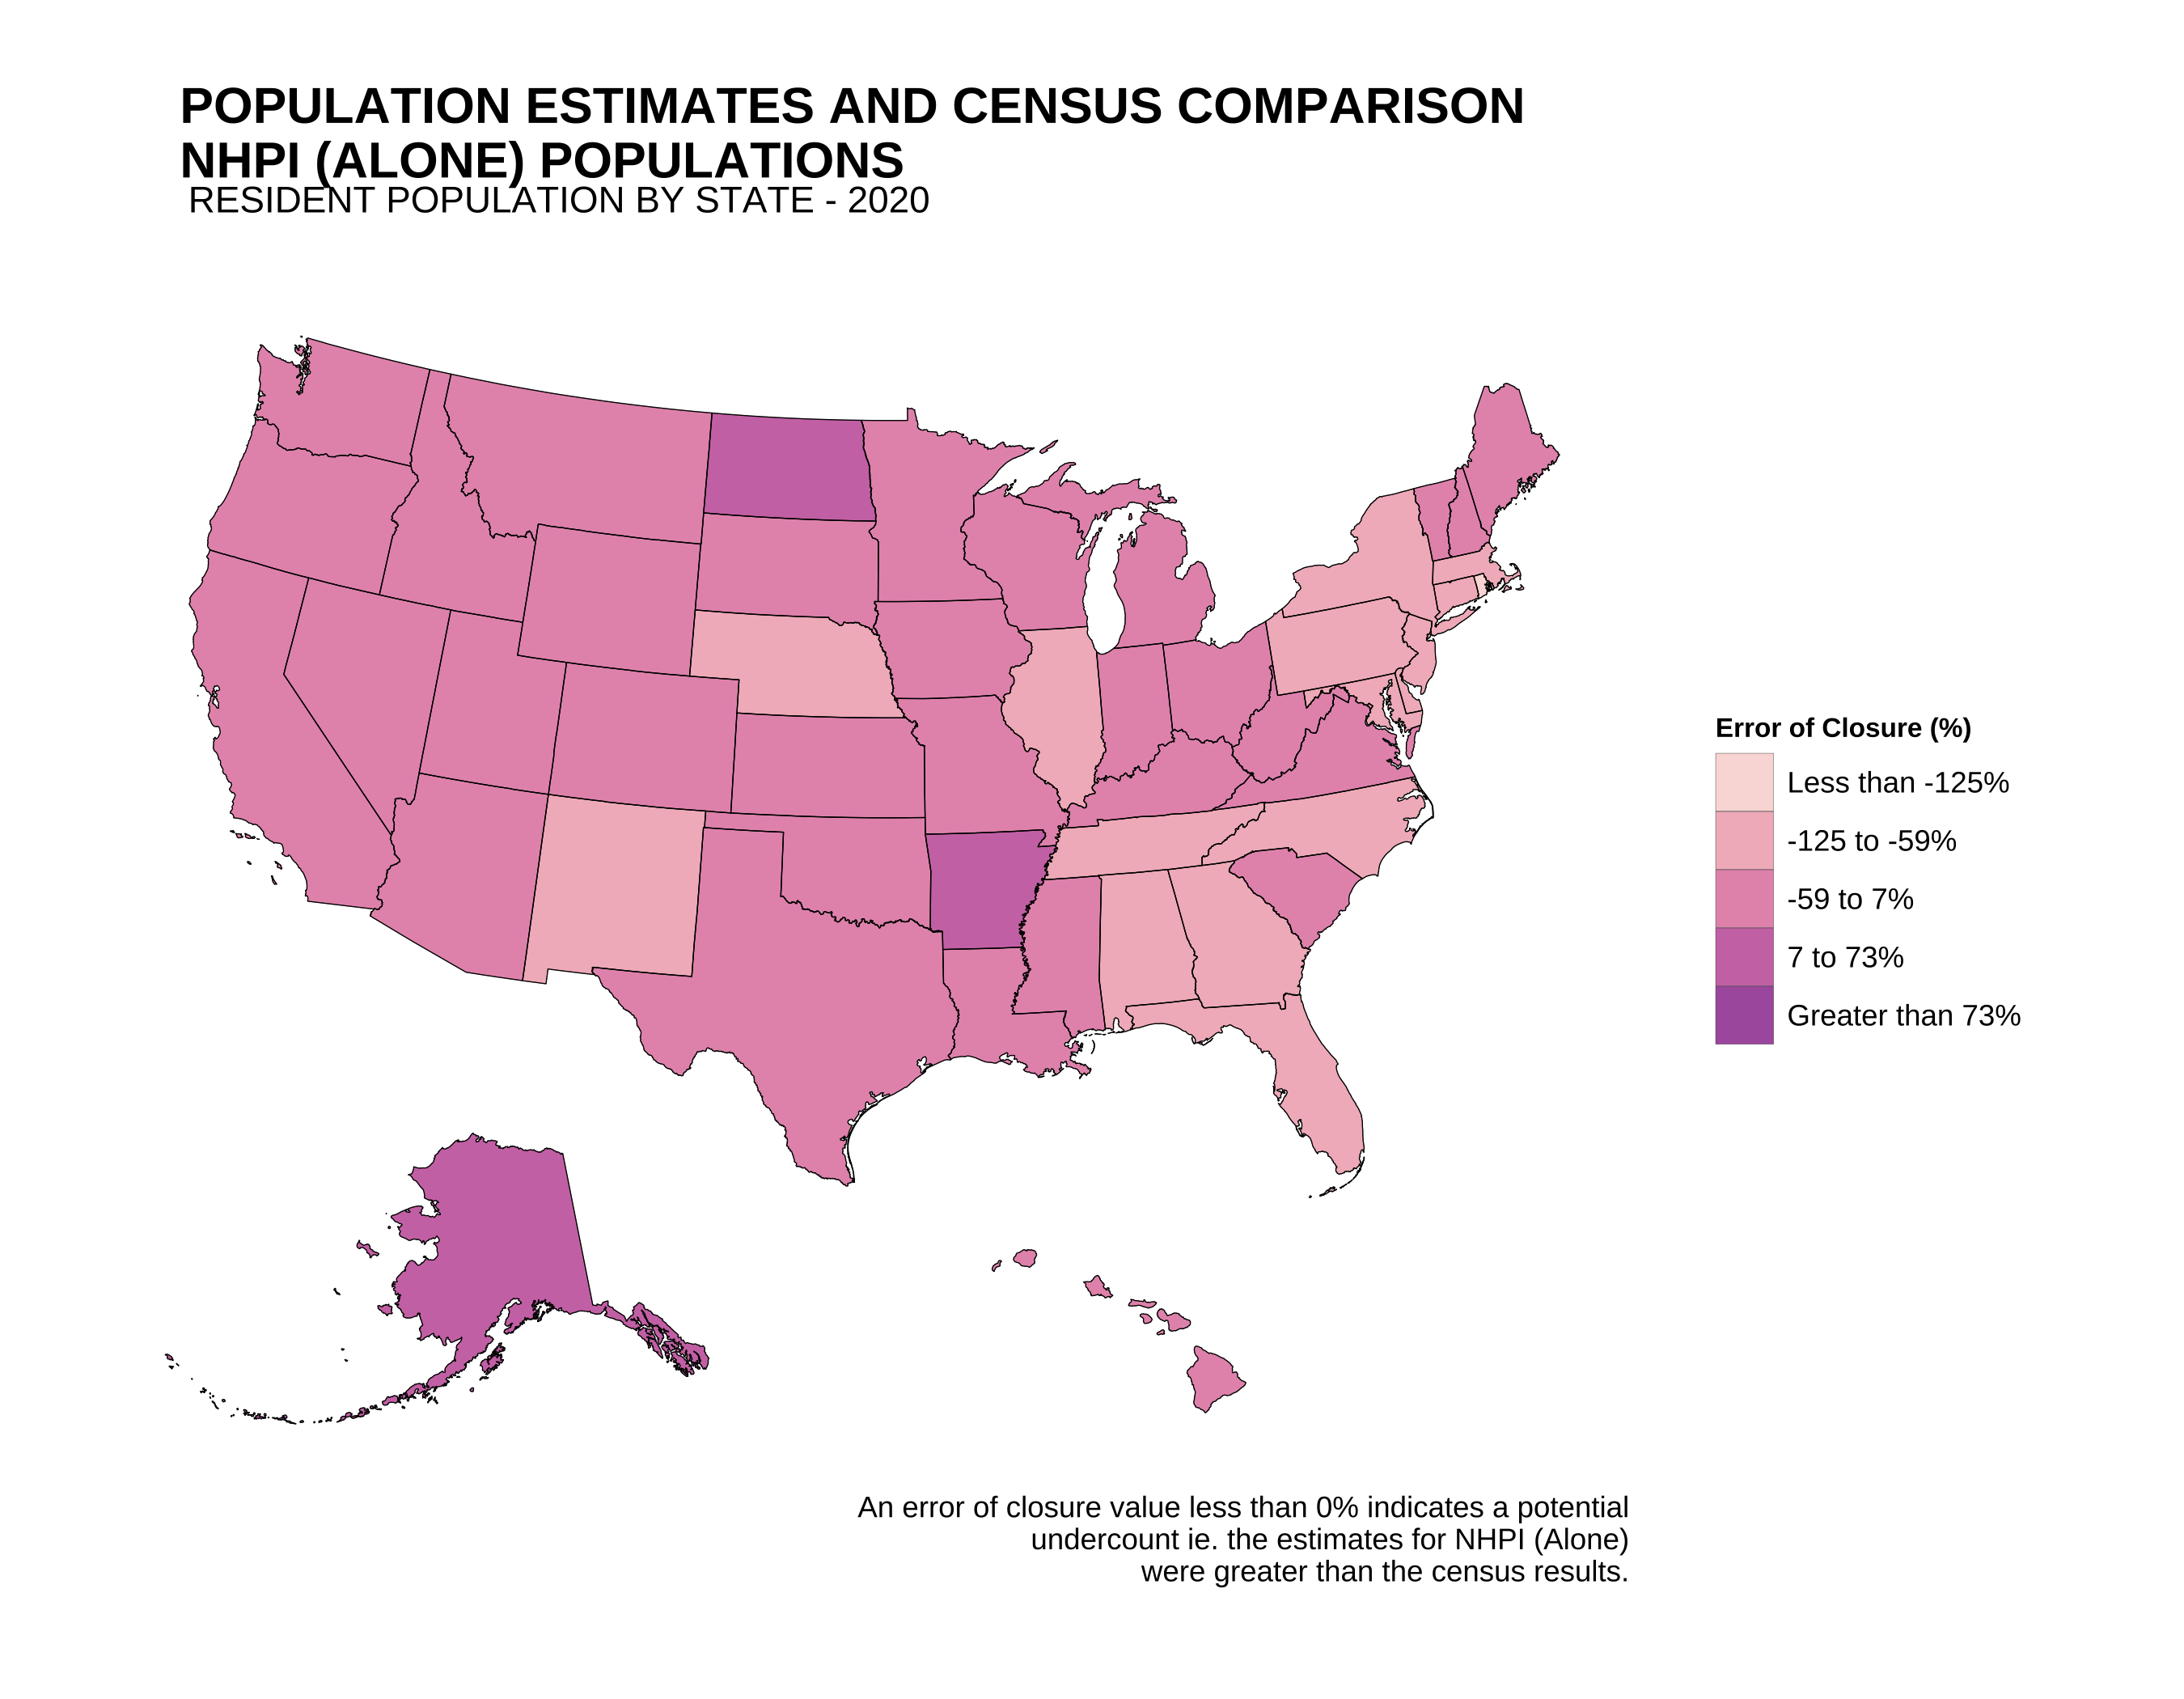 POPULATION ESTIMATES AND CENSUS COMPARISON
NHPI (ALONE) POPULATIONS
RESIDENT POPULATION BY STATE - 2020
Error of Closure (%)
Less than -125%
-125 to -59%
-59 to 7%
7 to 73%
Greater than 73%
An error of closure value less than 0% indicates a potential
undercount ie. the estimates for NHPI (Alone)
were greater than the census results.